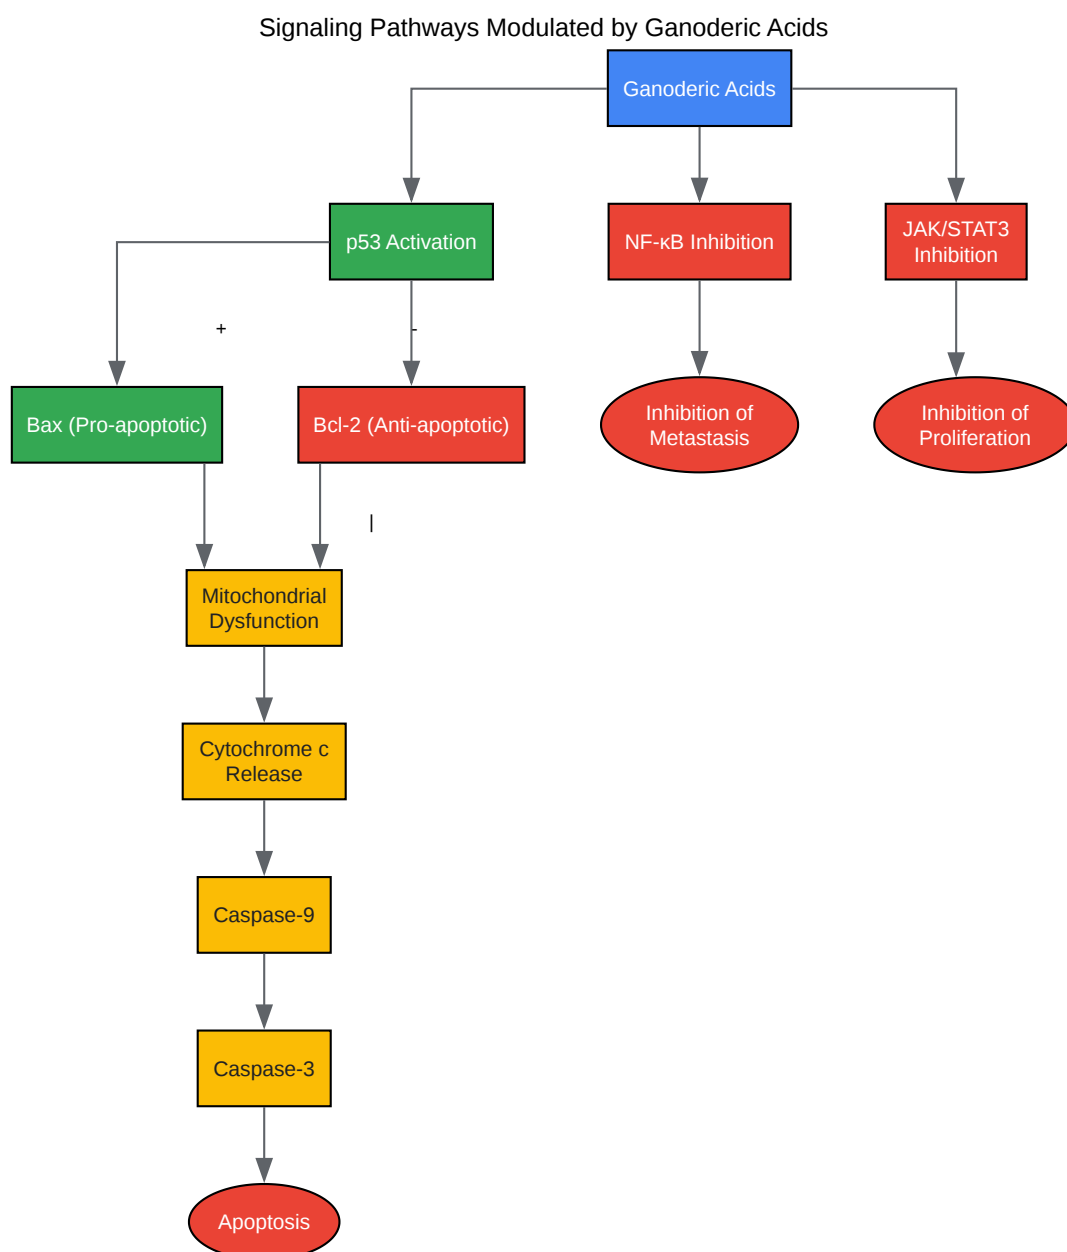 Signaling Pathways Modulated by Ganoderic Acids
Ganoderic Acids
p53 Activation
NF-κB Inhibition
JAK/STAT3
Inhibition
+
-
Bax (Pro-apoptotic)
Bcl-2 (Anti-apoptotic)
Inhibition of
Metastasis
Inhibition of
Proliferation
|
Mitochondrial
Dysfunction
Cytochrome c
Release
Caspase-9
Caspase-3
Apoptosis